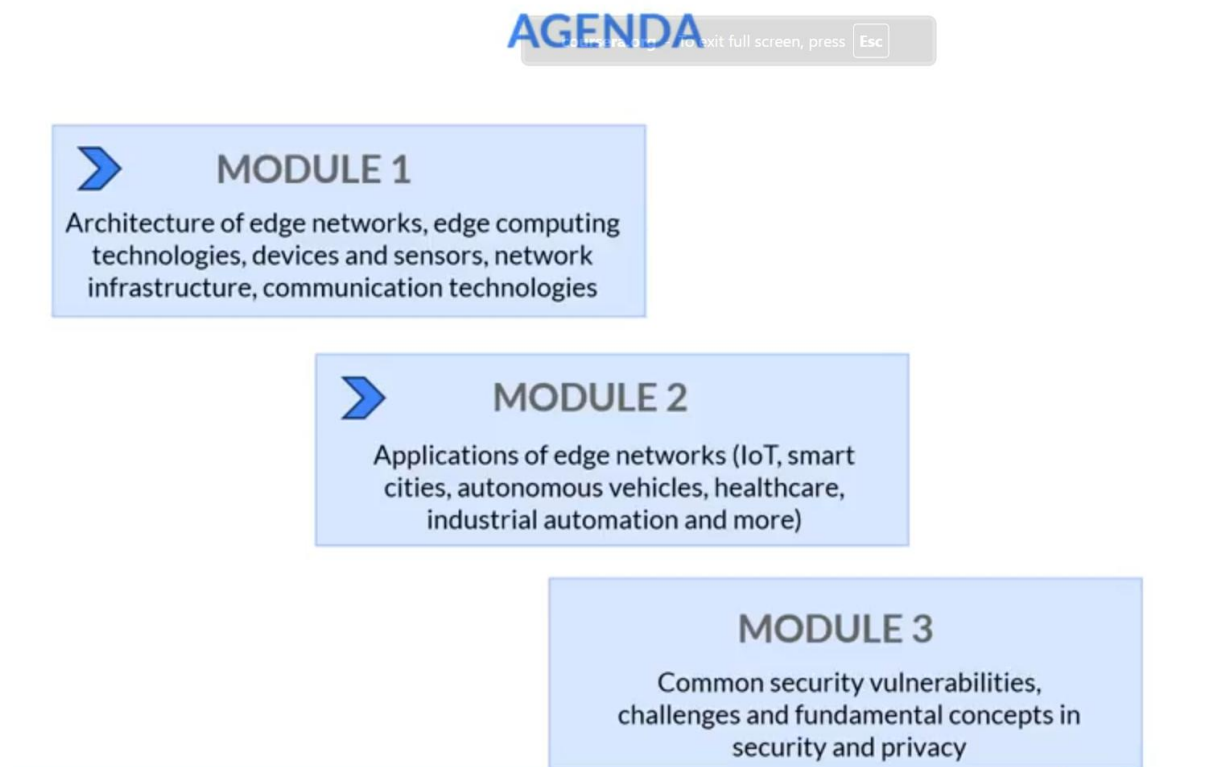 AGENDA
coursera.org – To exit full screen, press Esc
MODULE 1
Architecture of edge networks, edge computing
technologies, devices and sensors, network
infrastructure, communication technologies
MODULE 2
Applications of edge networks (IoT, smart
cities, autonomous vehicles, healthcare,
industrial automation and more)
MODULE 3
Common security vulnerabilities,
challenges and fundamental concepts in
security and privacy